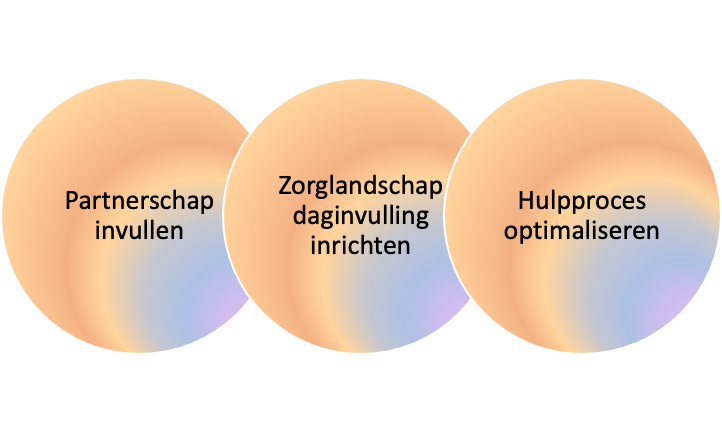 Partnerschap
invullen
Zorglandschap
daginvulling
inrichten
Hulpproces
optimaliseren